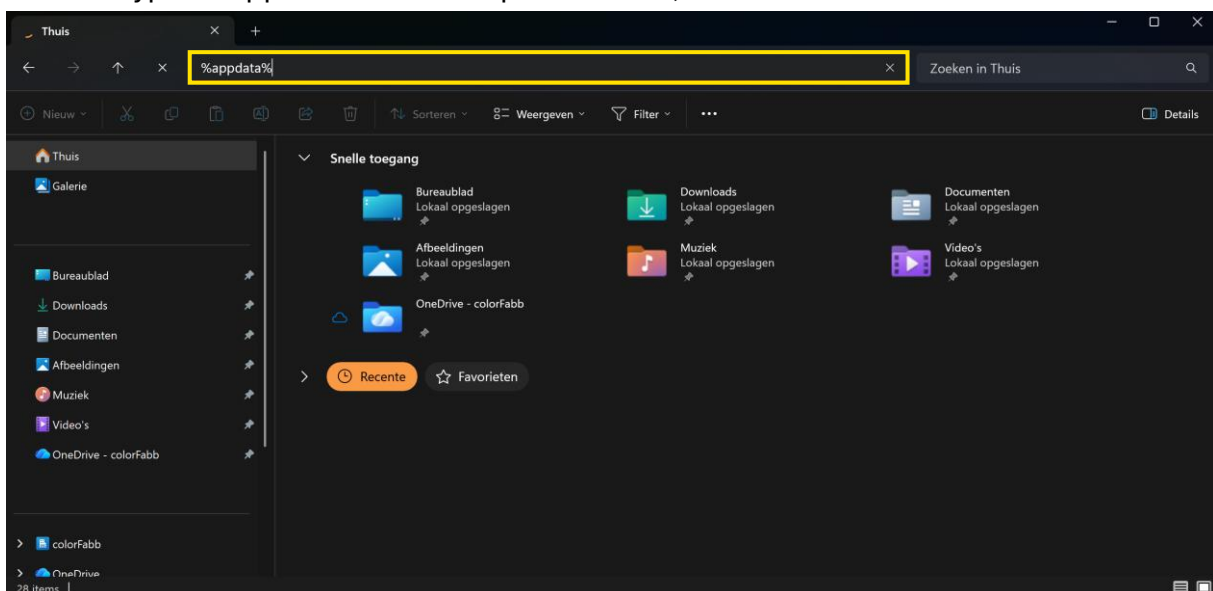 Thuis
%appdata%
Zoeken in Thuis
Nieuw
Sorteren
Weergeven
Filter
Details
Thuis
Galerie
Bureaublad
Downloads
Documenten
Afbeeldingen
Muziek
Video's
OneDrive - colorFabb
colorFabb
OneDrive
28 items
Snelle toegang
Bureaublad
Lokaal opgeslagen
Downloads
Lokaal opgeslagen
Documenten
Lokaal opgeslagen
Afbeeldingen
Lokaal opgeslagen
Muziek
Lokaal opgeslagen
Video's
Lokaal opgeslagen
OneDrive - colorFabb
Recente
Favorieten